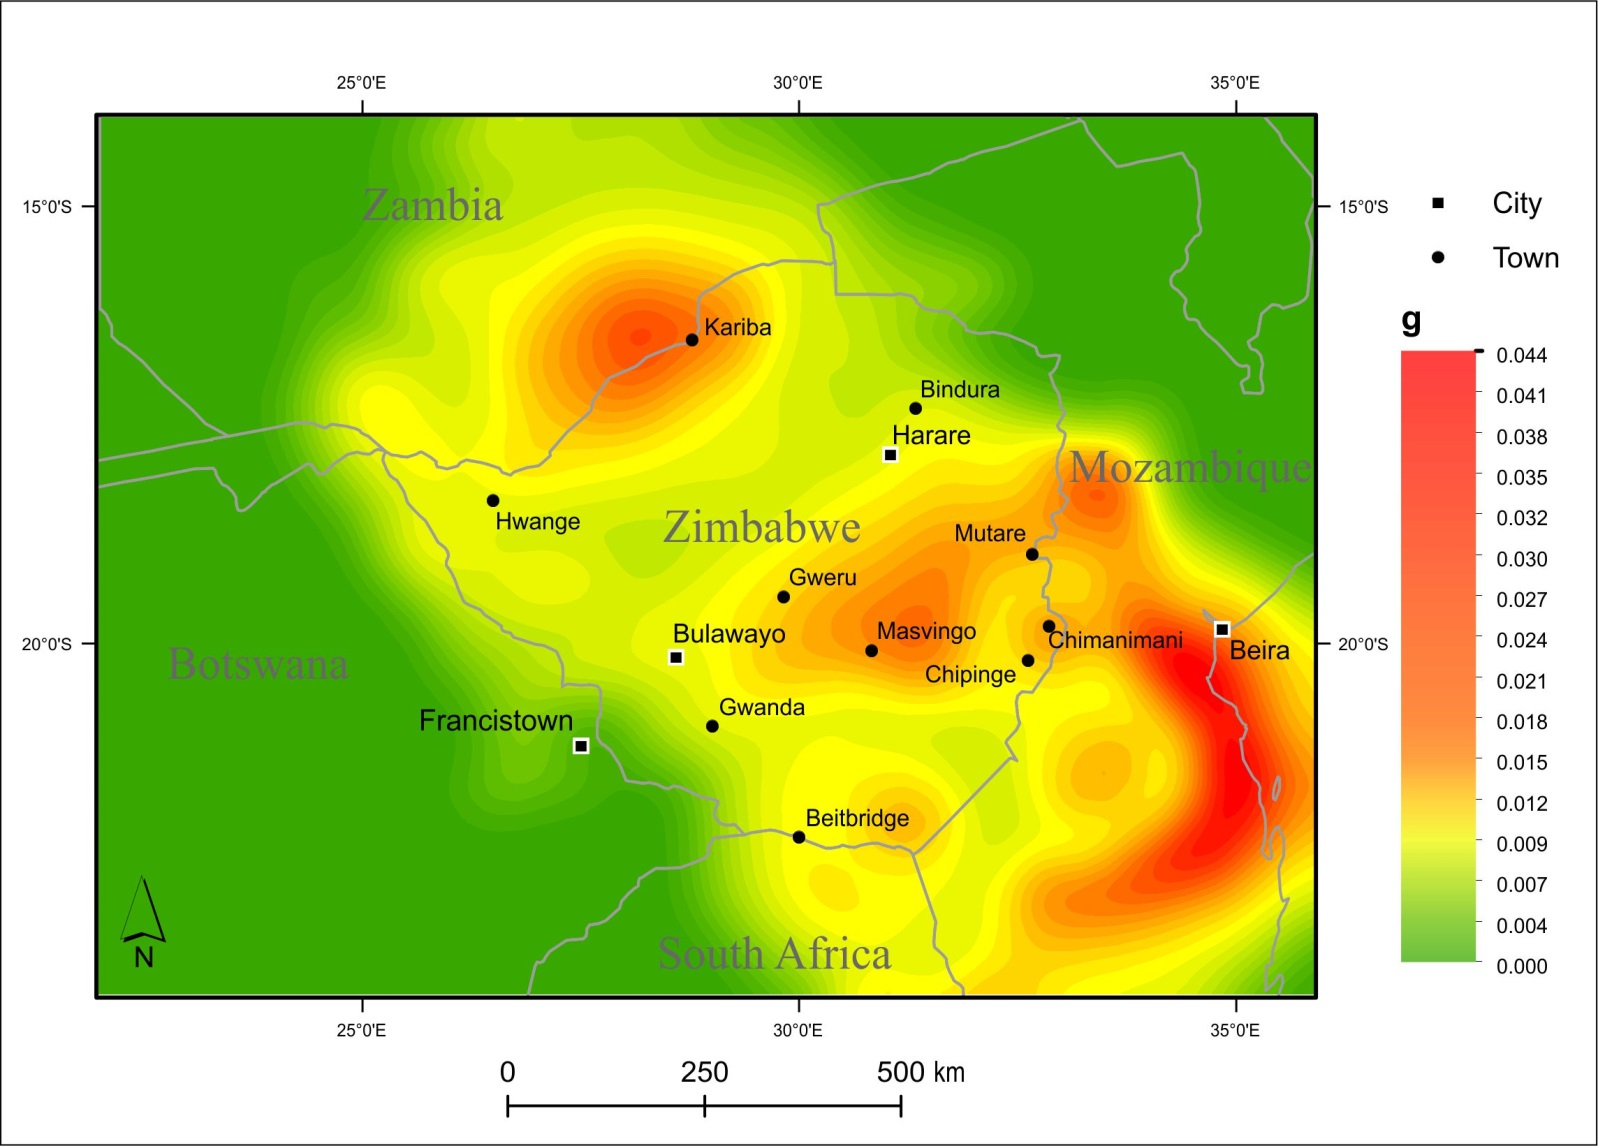 25°0'E 30°0'E 35°0'E
Zambia
15°0'S 15°0'S
City
Town
g
Kariba
Bindura
Harare
Mozambique
Hwange
Zimbabwe
Mutare
Gweru
Masvingo
Bulawayo
Chimanimani
Beira
20°0'S 20°0'S
Botswana
Chipinge
Gwanda
Francistown
Beitbridge
South Africa
N
0.044
0.041
0.038
0.035
0.032
0.030
0.027
0.024
0.021
0.018
0.015
0.012
0.009
0.007
0.004
0.000
25°0'E 30°0'E 35°0'E
0 250 500 km